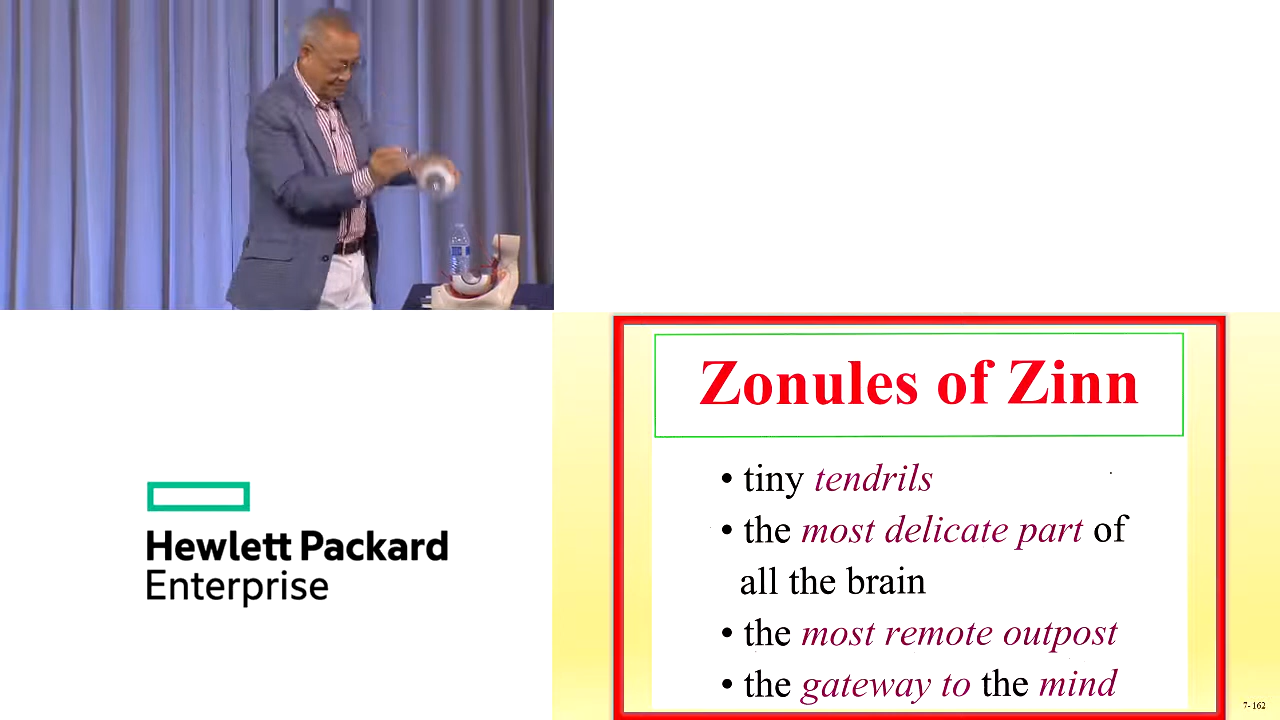 Zonules of Zinn
• tiny tendrils
• the most delicate part of
all the brain
• the most remote outpost
• the gateway to the mind
Hewlett Packard
Enterprise
7-162